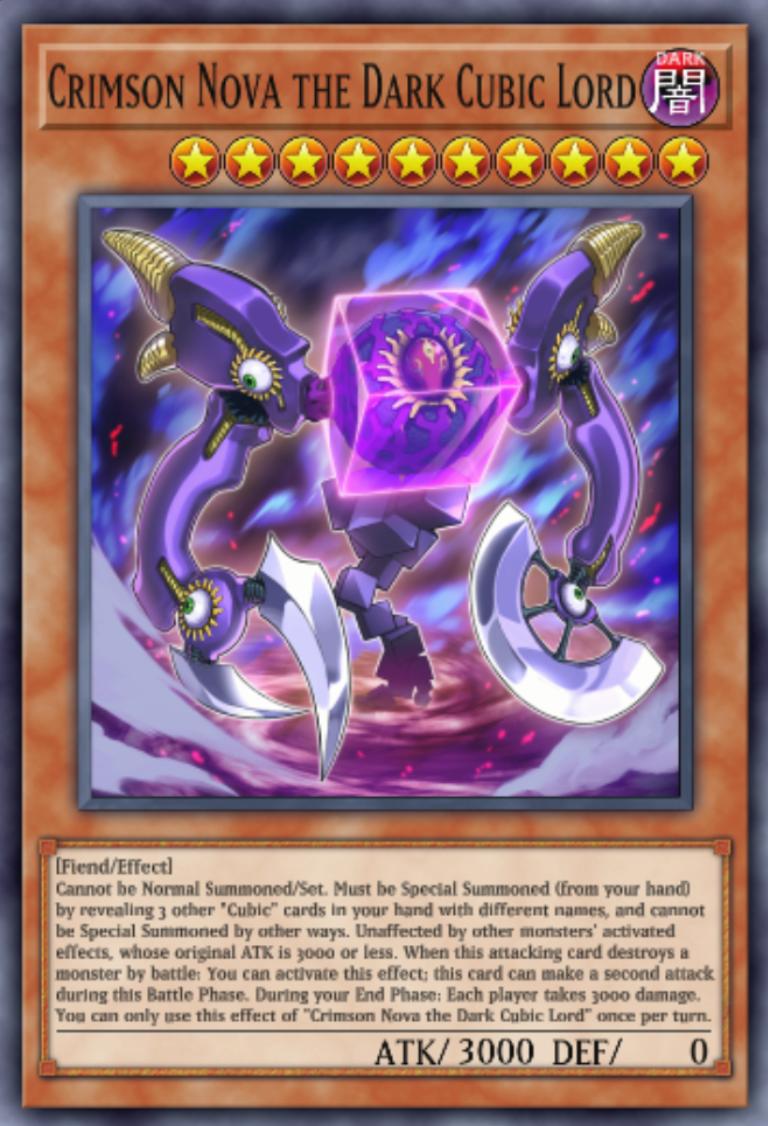 Crimson Nova the Dark Cubic Lord
DARK
闇
[Fiend/Effect]
Cannot be Normal Summoned/Set. Must be Special Summoned (from your hand)
by revealing 3 other "Cubic" cards in your hand with different names, and cannot
be Special Summoned by other ways. Unaffected by other monsters' activated
effects, whose original ATK is 3000 or less. When this attacking card destroys a
monster by battle: You can activate this effect; this card can make a second attack
during this Battle Phase. During your End Phase: Each player takes 3000 damage.
You can only use this effect of "Crimson Nova the Dark Cubic Lord" once per turn.
ATK/ 3000 DEF/ 0